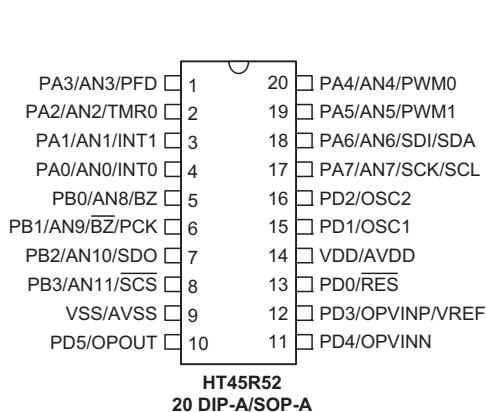 PA3/AN3/PFD 1 20 PA4/AN4/PWM0
PA2/AN2/TMR0 2 19 PA5/AN5/PWM1
PA1/AN1/INT1 3 18 PA6/AN6/SDI/SDA
PA0/AN0/INT0 4 17 PA7/AN7/SCK/SCL
PB0/AN8/BZ 5 16 PD2/OSC2
PB1/AN9/B̅Z̅/PCK 6 15 PD1/OSC1
PB2/AN10/SDO 7 14 VDD/AVDD
PB3/AN11/S̅C̅S̅ 8 13 PD0/R̅E̅S̅
VSS/AVSS 9 12 PD3/OPVINP/VREF
PD5/OPOUT 10 11 PD4/OPVINN
HT45R52
20 DIP-A/SOP-A